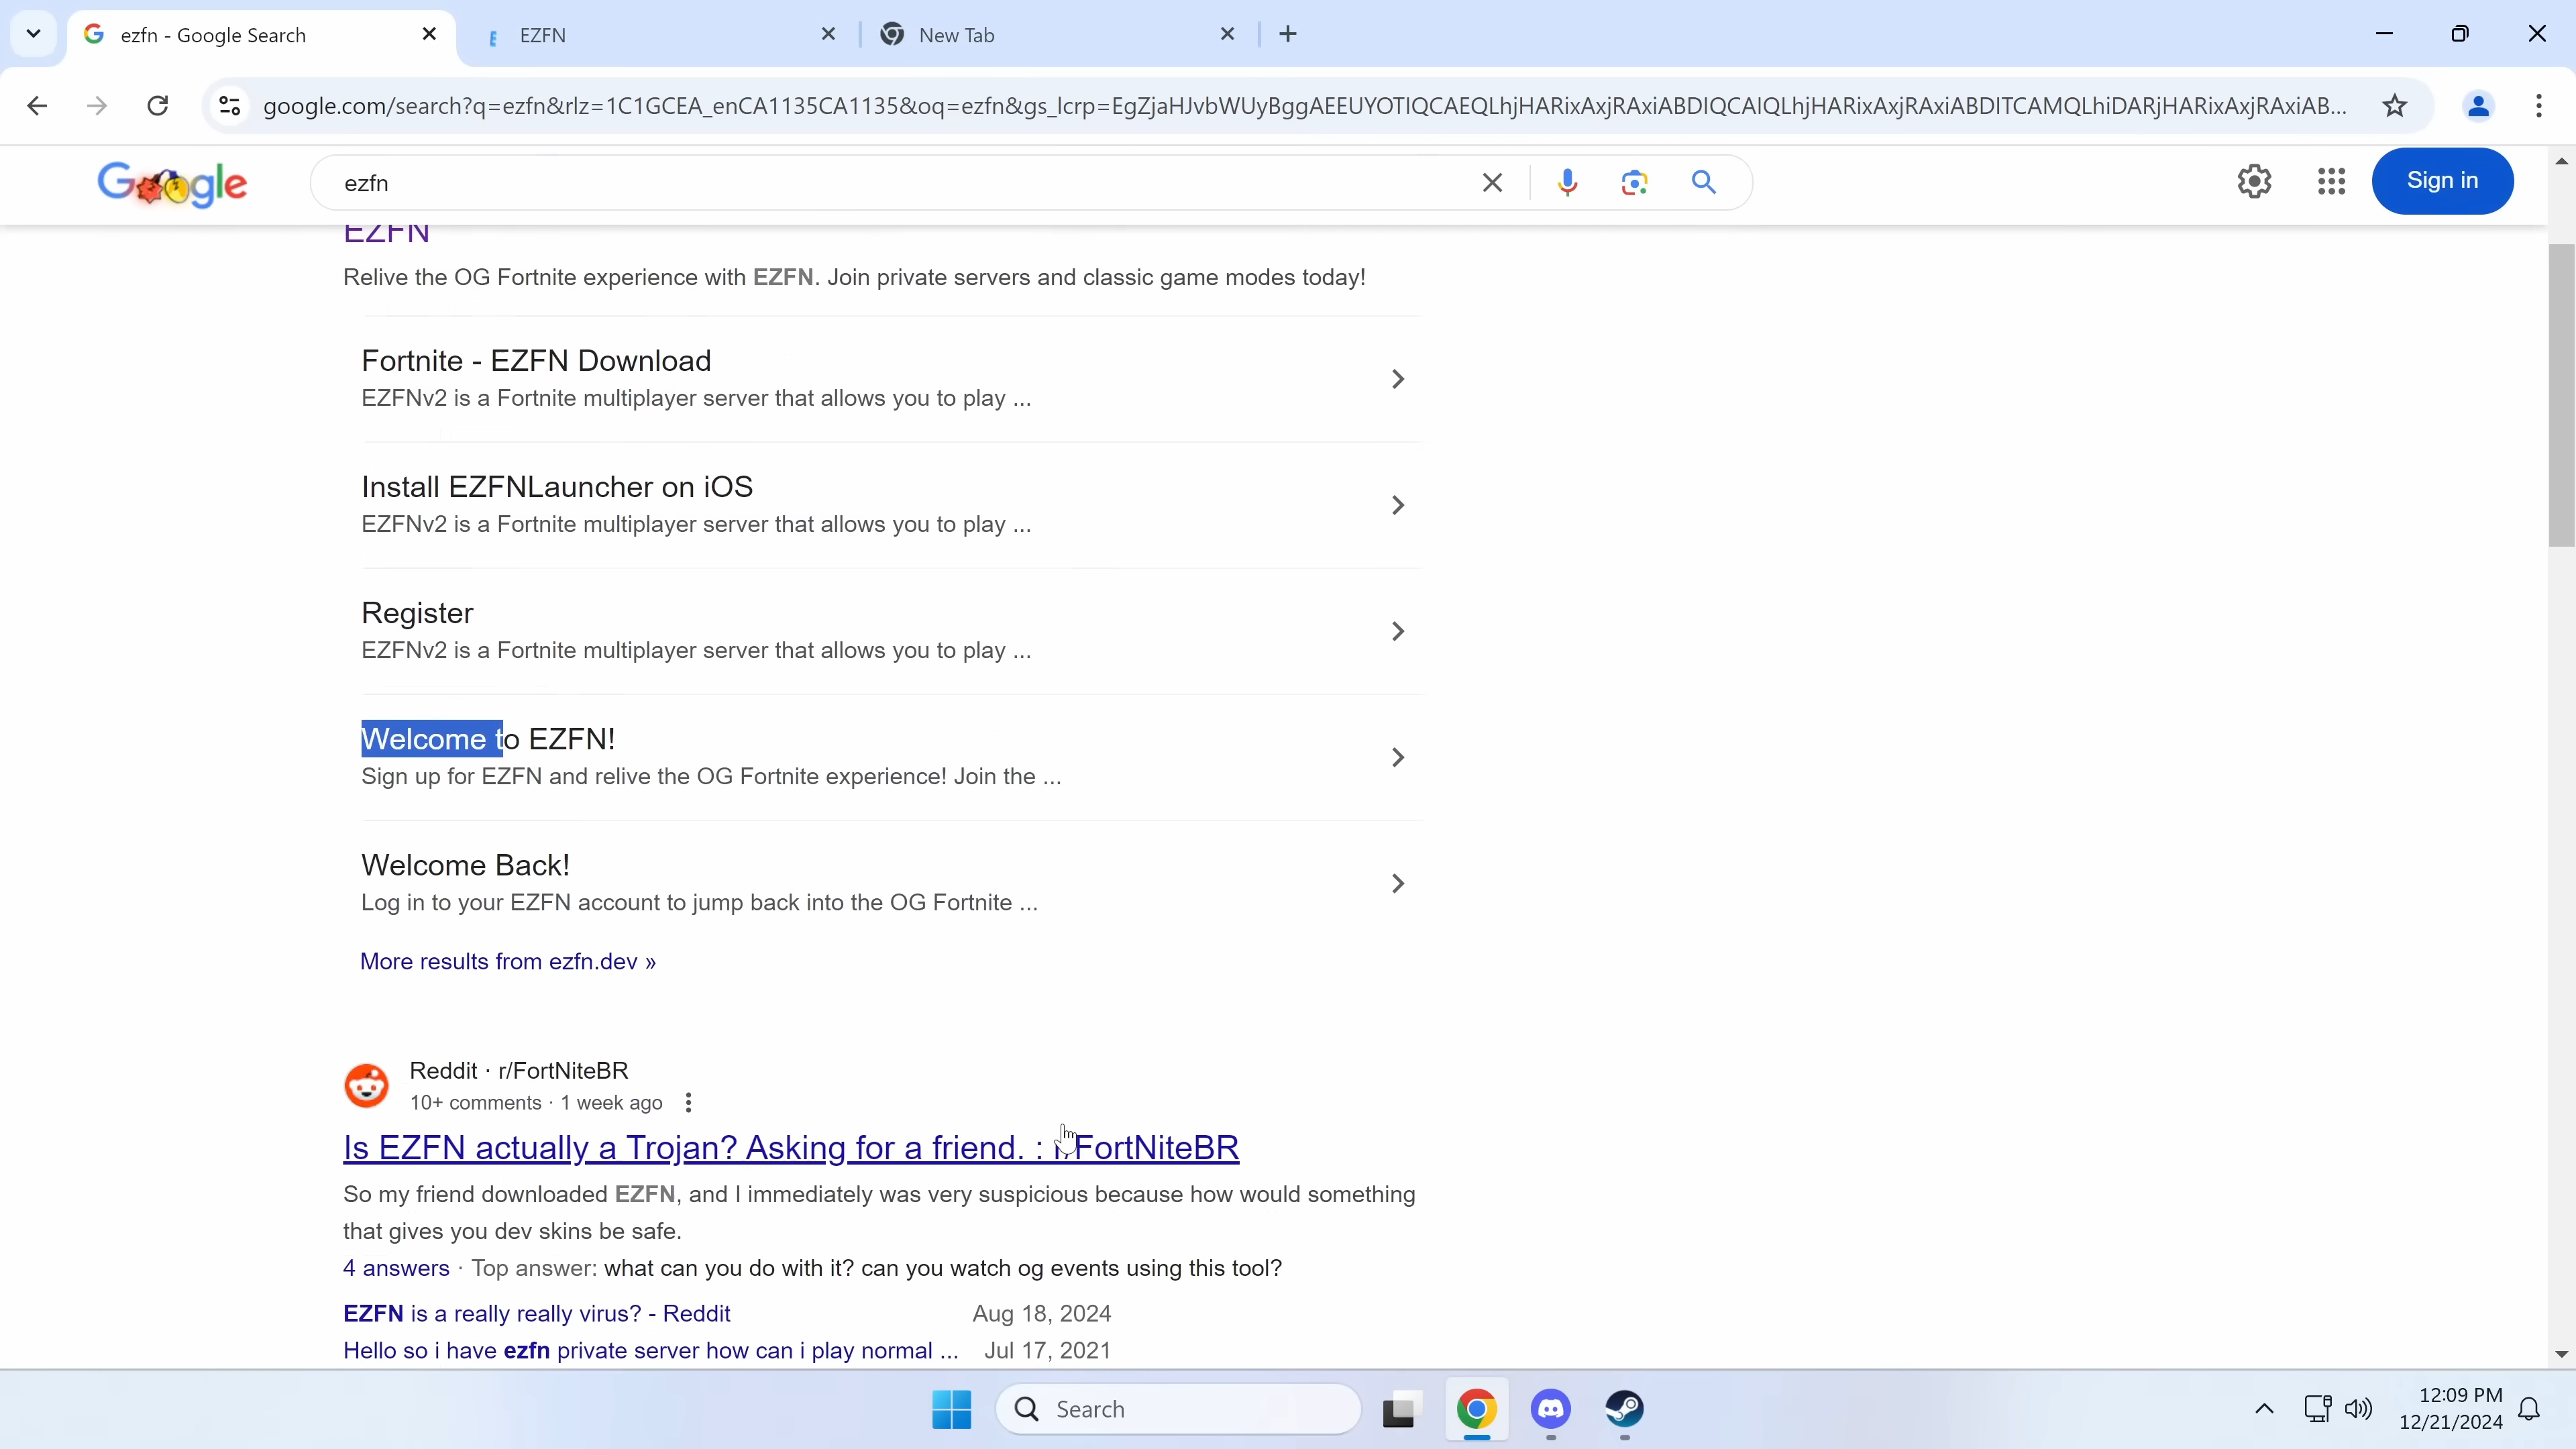 ezfn - Google Search
EZFN
New Tab
google.com/search?q=ezfn&rlz=1C1GCEA_enCA1135CA1135&oq=ezfn&gs_lcrp=EgZjaHJvbWUyBggAEEUYOTIQCAEQLhjHARixAxjRAxiABDIQCAIQLhjHARixAxjRAxiABDITCAMQLhiDARjHARixAxjRAxiAB...
Google
ezfn
Sign in
EZFN
Relive the OG Fortnite experience with EZFN. Join private servers and classic game modes today!
Fortnite - EZFN Download
EZFNv2 is a Fortnite multiplayer server that allows you to play ...
Install EZFNLauncher on iOS
EZFNv2 is a Fortnite multiplayer server that allows you to play ...
Register
EZFNv2 is a Fortnite multiplayer server that allows you to play ...
Welcome to EZFN!
Sign up for EZFN and relive the OG Fortnite experience! Join the ...
Welcome Back!
Log in to your EZFN account to jump back into the OG Fortnite ...
More results from ezfn.dev »
Reddit · r/FortNiteBR
10+ comments · 1 week ago
Is EZFN actually a Trojan? Asking for a friend. : r/FortNiteBR
So my friend downloaded EZFN, and I immediately was very suspicious because how would something
that gives you dev skins be safe.
4 answers · Top answer: what can you do with it? can you watch og events using this tool?
EZFN is a really really virus? - Reddit Aug 18, 2024
Hello so i have ezfn private server how can i play normal ... Jul 17, 2021
Search
12:09 PM
12/21/2024